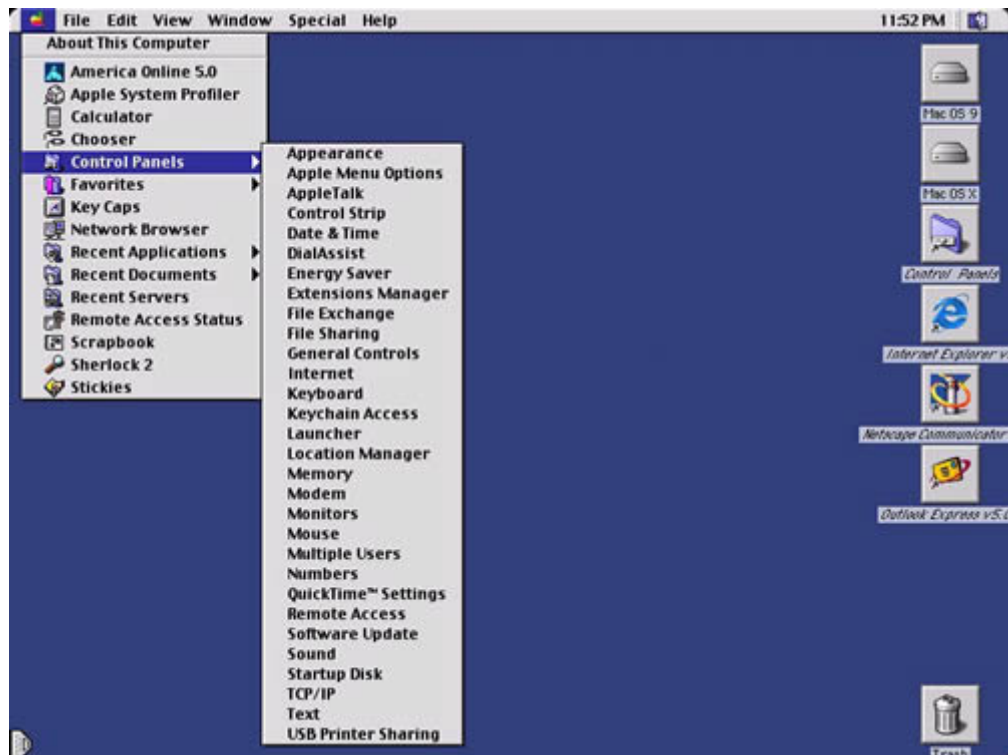 File Edit View Window Special Help 11:52 PM
About This Computer
America Online 5.0
Apple System Profiler
Calculator
Chooser
Control Panels
Favorites
Key Caps
Network Browser
Recent Applications
Recent Documents
Recent Servers
Remote Access Status
Scrapbook
Sherlock 2
Stickies
Appearance
Apple Menu Options
AppleTalk
Control Strip
Date & Time
DialAssist
Energy Saver
Extensions Manager
File Exchange
File Sharing
General Controls
Internet
Keyboard
Keychain Access
Launcher
Location Manager
Memory
Modem
Monitors
Mouse
Multiple Users
Numbers
QuickTime™ Settings
Remote Access
Software Update
Sound
Startup Disk
TCP/IP
Text
USB Printer Sharing
Mac OS 9
Mac OS X
Control Panels
Internet Explorer v
Netscape Communicator
Outlook Express v5.0
Trash